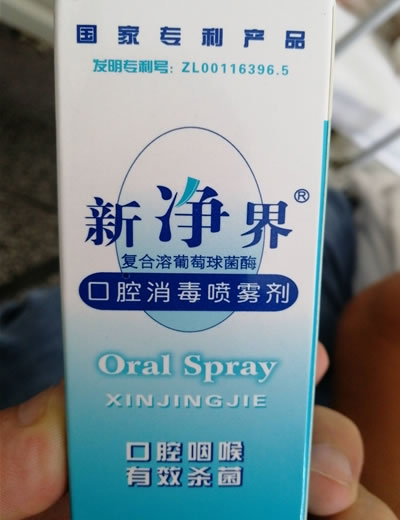 国家专利产品
发明专利号: ZL00116396.5
新净界®
复合溶葡萄球菌酶
口腔消毒喷雾剂
Oral Spray
XINJINGJIE
口腔咽喉
有效杀菌